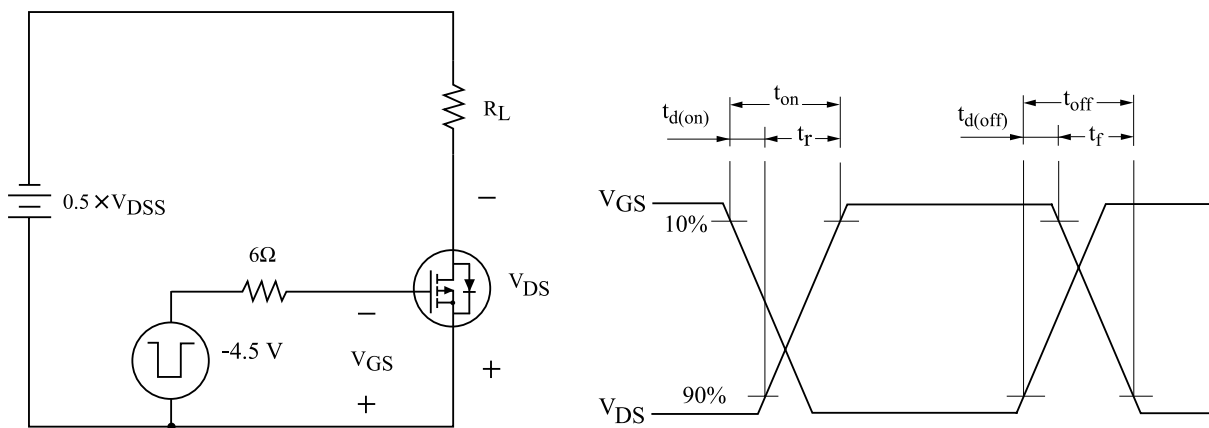 R_L
0.5 ×V_DSS
−
6Ω
V_DS
−
-4.5 V
V_GS
+
+
t_on
t_d(on)
t_r
t_off
t_d(off)
t_f
V_GS
10%
90%
V_DS